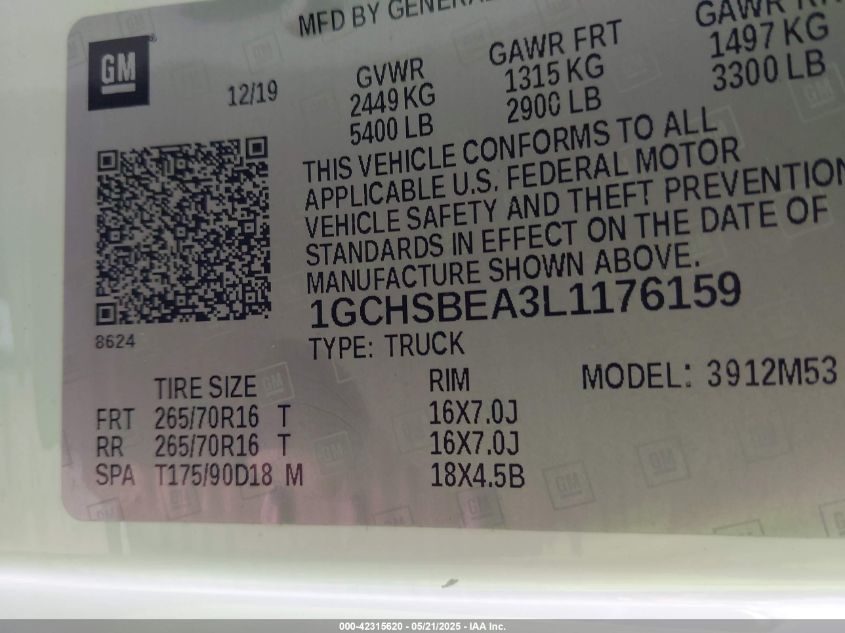 MFD BY GENERAL
GM
12/19
GVWR
2449 KG
5400 LB
GAWR FRT
1315 KG
2900 LB
GAWR RR
1497 KG
3300 LB
THIS VEHICLE CONFORMS TO ALL
APPLICABLE U.S. FEDERAL MOTOR
VEHICLE SAFETY AND THEFT PREVENTION
STANDARDS IN EFFECT ON THE DATE OF
MANUFACTURE SHOWN ABOVE.
1GCHSBEA3L1176159
8624
TYPE: TRUCK
MODEL: 3912M53
TIRE SIZE RIM
FRT 265/70R16 T 16X7.0J
RR 265/70R16 T 16X7.0J
SPA T175/90D18 M 18X4.5B
000-42315620 - 05/21/2025 - IAA Inc.